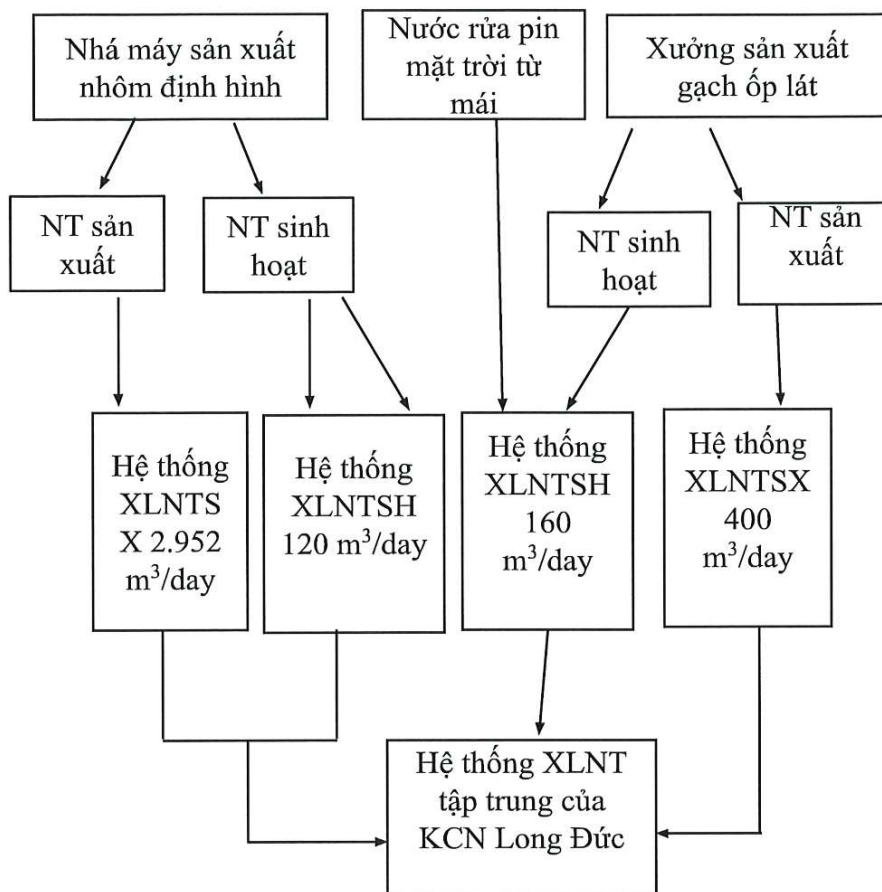 Nhá máy sản xuất
nhôm định hình
Nước rửa pin
mặt trời từ
mái
Xưởng sản xuất
gạch ốp lát
NT sản
xuất
NT sinh
hoạt
NT sinh
hoạt
NT sản
xuất
Hệ thống
XLNTS
X 2.952
m³/day
Hệ thống
XLNTSH
120 m³/day
Hệ thống
XLNTSH
160
m³/day
Hệ thống
XLNTSX
400
m³/day
Hệ thống XLNT
tập trung của
KCN Long Đức